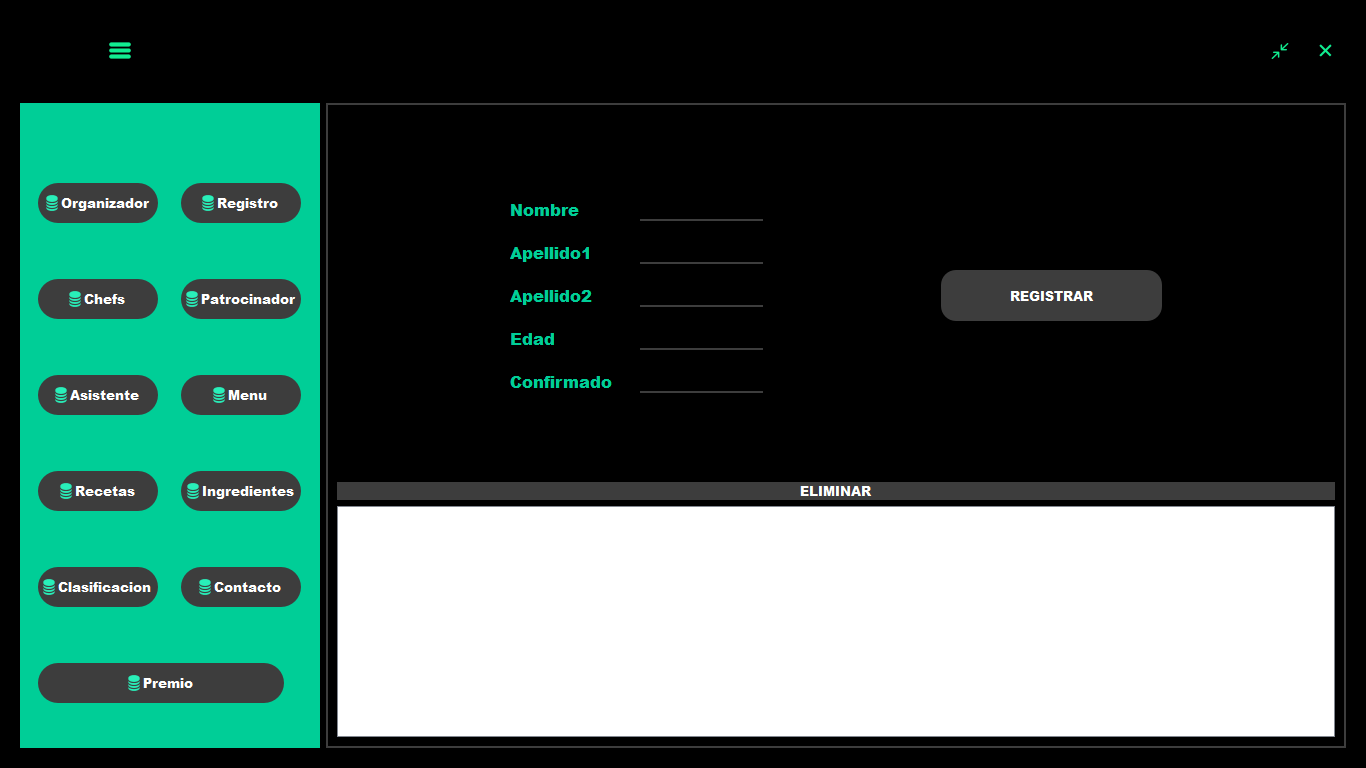 Organizador
Registro
Chefs
Patrocinador
Asistente
Menu
Recetas
Ingredientes
Clasificacion
Contacto
Premio
Nombre
Apellido1
Apellido2
Edad
Confirmado
REGISTRAR
ELIMINAR